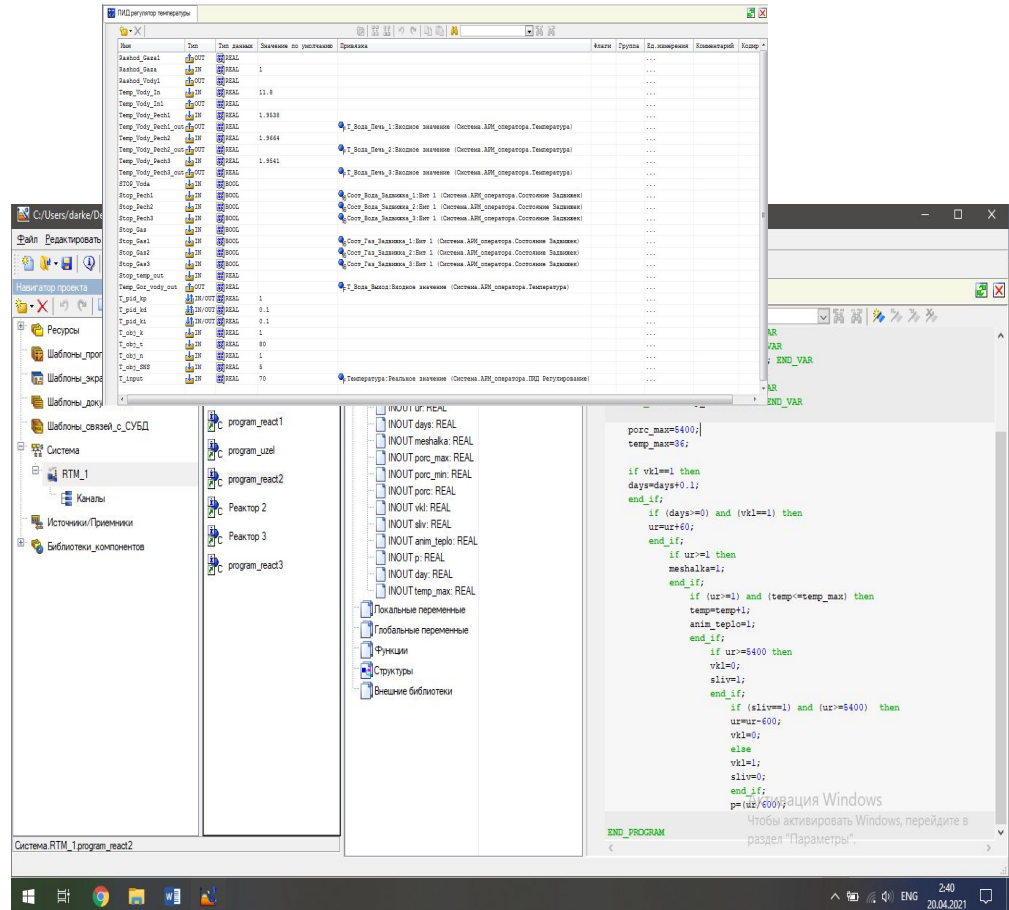 ПИД регулятор температуры
Имя Тип Тип данных Значение по умолчанию Привязка Флаги Группа Ед.измерения Комментарий Кодир
Rashod_Gaza1 OUT REAL ...
Rashod_Gaza IN REAL 1 ...
Rashod_Vody1 OUT REAL ...
Temp_Vody_In IN REAL 11.8 ...
Temp_Vody_In1 OUT REAL ...
Temp_Vody_Pech1 IN REAL 1.9538 ...
Temp_Vody_Pech1_out OUT REAL T_Вода_Печь_1:Входное значение (Система.АРМ_оператора.Температура) ...
Temp_Vody_Pech2 IN REAL 1.9664 ...
Temp_Vody_Pech2_out OUT REAL T_Вода_Печь_2:Входное значение (Система.АРМ_оператора.Температура) ...
Temp_Vody_Pech3 IN REAL 1.9541 ...
Temp_Vody_Pech3_out OUT REAL T_Вода_Печь_3:Входное значение (Система.АРМ_оператора.Температура) ...
STOP_Voda IN BOOL ...
Stop_Pech1 IN BOOL Сост_Вода_Задвижка_1:Бит 1 (Система.АРМ_оператора.Состояние Задвижек) ...
Stop_Pech2 IN BOOL Сост_Вода_Задвижка_2:Бит 1 (Система.АРМ_оператора.Состояние Задвижек) ...
Stop_Pech3 IN BOOL Сост_Вода_Задвижка_3:Бит 1 (Система.АРМ_оператора.Состояние Задвижек) ...
Stop_Gas IN BOOL ...
Stop_Gas1 IN BOOL Сост_Газ_Задвижка_1:Бит 1 (Система.АРМ_оператора.Состояние Задвижек) ...
Stop_Gas2 IN BOOL Сост_Газ_Задвижка_2:Бит 1 (Система.АРМ_оператора.Состояние Задвижек) ...
Stop_Gas3 IN BOOL Сост_Газ_Задвижка_3:Бит 1 (Система.АРМ_оператора.Состояние Задвижек) ...
Stop_temp_out IN REAL ...
Temp_Gor_vody_out OUT REAL T_Вода_Выход:Входное значение (Система.АРМ_оператора.Температура) ...
T_pid_kp IN/OUT REAL 1 ...
T_pid_kd IN/OUT REAL 0.1 ...
T_pid_ki IN/OUT REAL 0.1 ...
T_obj_k IN REAL 1 ...
T_obj_t IN REAL 80 ...
T_obj_n IN REAL 1 ...
T_obj_SNS IN REAL 5 ...
T_input IN REAL 70 Температура:Реальное значение (Система.АРМ_оператора.ПИД Регулирование) ...
C:/Users/darke/De
Файл Редактировать
Навигатор проекта
Ресурсы
Шаблоны_прог
Шаблоны_экра
Шаблоны_доку
Шаблоны_связей_с_СУБД
Система
RTM_1
Каналы
Источники/Приемники
Библиотеки_компонентов
program_react1
program_uzel
program_react2
Реактор 2
Реактор 3
program_react3
INOUT ur: REAL
INOUT days: REAL
INOUT meshalka: REAL
INOUT porc_max: REAL
INOUT porc_min: REAL
INOUT porc: REAL
INOUT vkl: REAL
INOUT sliv: REAL
INOUT anim_teplo: REAL
INOUT p: REAL
INOUT day: REAL
INOUT temp_max: REAL
Локальные переменные
Глобальные переменные
Функции
Структуры
Внешние библиотеки
AR
VAR
; END_VAR
AR
END_VAR
porc_max=5400;
temp_max=36;
if vkl==1 then
days=days+0.1;
end_if;
if (days>=0) and (vkl==1) then
ur=ur+60;
end_if;
if ur>=1 then
meshalka=1;
end_if;
if (ur>=1) and (temp<=temp_max) then
temp=temp+1;
anim_teplo=1;
end_if;
if ur>=5400 then
vkl=0;
sliv=1;
end_if;
if (sliv==1) and (ur>=5400) then
ur=ur-600;
vkl=0;
else
vkl=1;
sliv=0;
end_if;
p=(ur/600);
END_PROGRAM
Активация Windows
Чтобы активировать Windows, перейдите в
раздел "Параметры".
Система.RTM_1.program_react2
ENG
2:40
20.04.2021